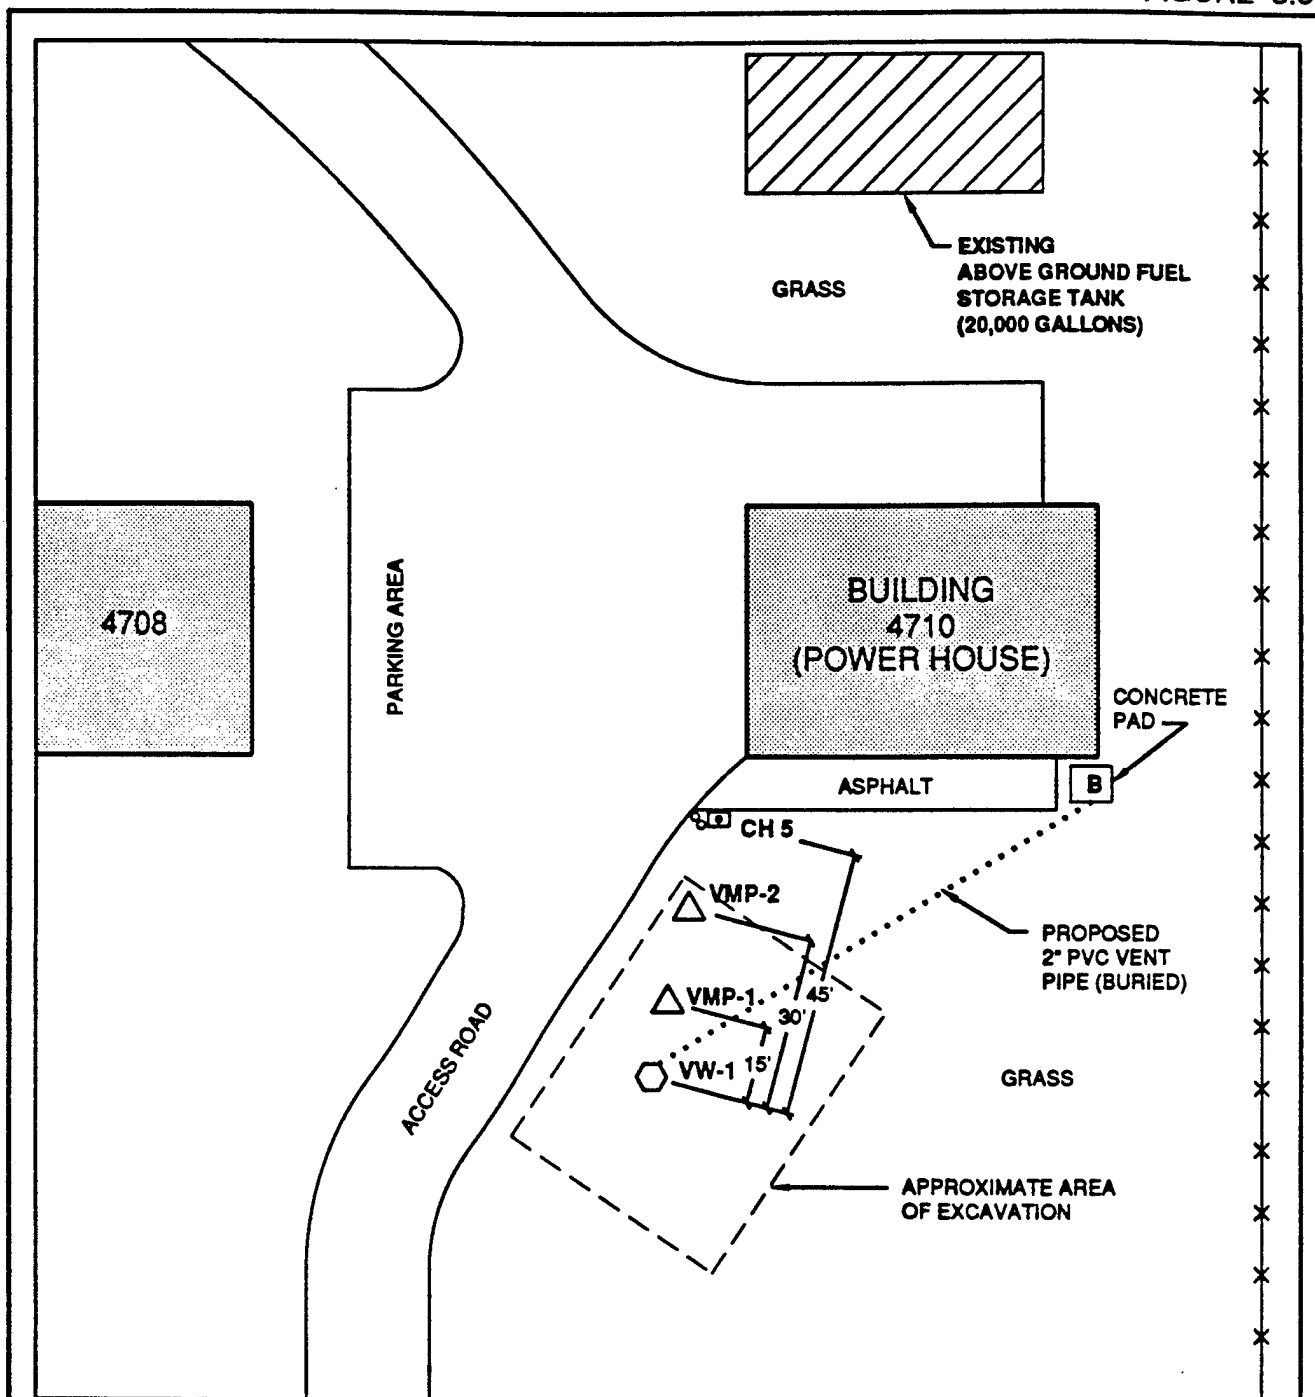 EXISTING
ABOVE GROUND FUEL
STORAGE TANK
(20,000 GALLONS)
GRASS
4708
PARKING AREA
BUILDING
4710
(POWER HOUSE)
CONCRETE
PAD
ASPHALT
B
CH 5
VMP-2
PROPOSED
2" PVC VENT
PIPE (BURIED)
VMP-1
45'
30'
15'
VW-1
ACCESS ROAD
GRASS
APPROXIMATE AREA
OF EXCAVATION